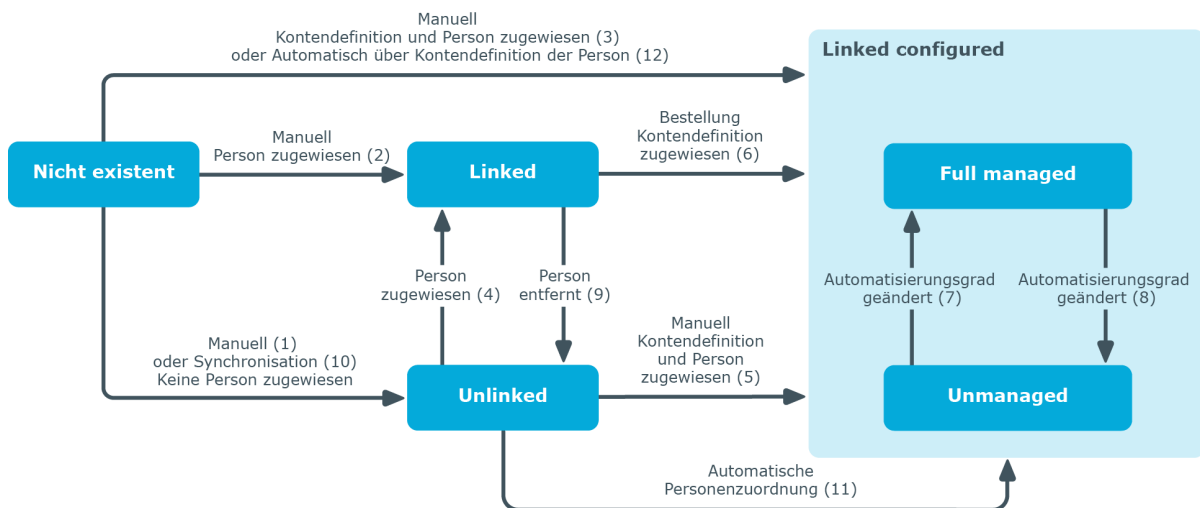 Manuell
Kontendefinition und Person zugewiesen (3)
oder Automatisch über Kontendefinition der Person (12)
Linked configured
Nicht existent
Manuell
Person zugewiesen (2)
Linked
Bestellung
Kontendefinition
zugewiesen (6)
Full managed
Person
zugewiesen (4)
Person
entfernt (9)
Automatisierungsgrad
geändert (7)
Automatisierungsgrad
geändert (8)
Manuell (1)
oder Synchronisation (10)
Keine Person zugewiesen
Unlinked
Manuell
Kontendefinition
und Person
zugewiesen (5)
Unmanaged
Automatische
Personenzuordnung (11)